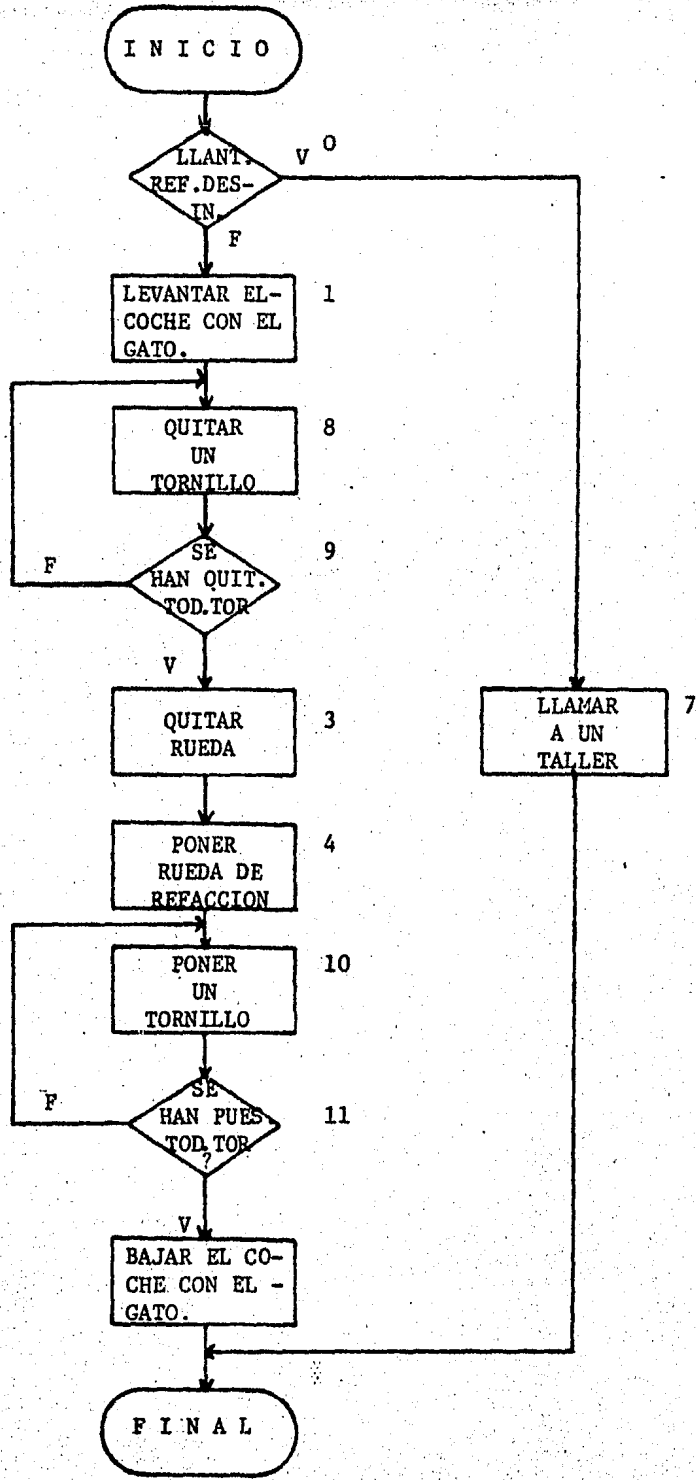 I N I C I O
LLANT.
REF.DES-
IN.
V
0
F
LEVANTAR EL-
COCHE CON EL
GATO.
1
QUITAR
UN
TORNILLO
8
SE
HAN QUIT.
TOD.TOR
9
F
V
QUITAR
RUEDA
3
LLAMAR
A UN
TALLER
7
PONER
RUEDA DE
REFACCION
4
PONER
UN
TORNILLO
10
SE
HAN PUES.
TOD.TOR
?
11
F
V
BAJAR EL CO-
CHE CON EL -
GATO.
F I N A L